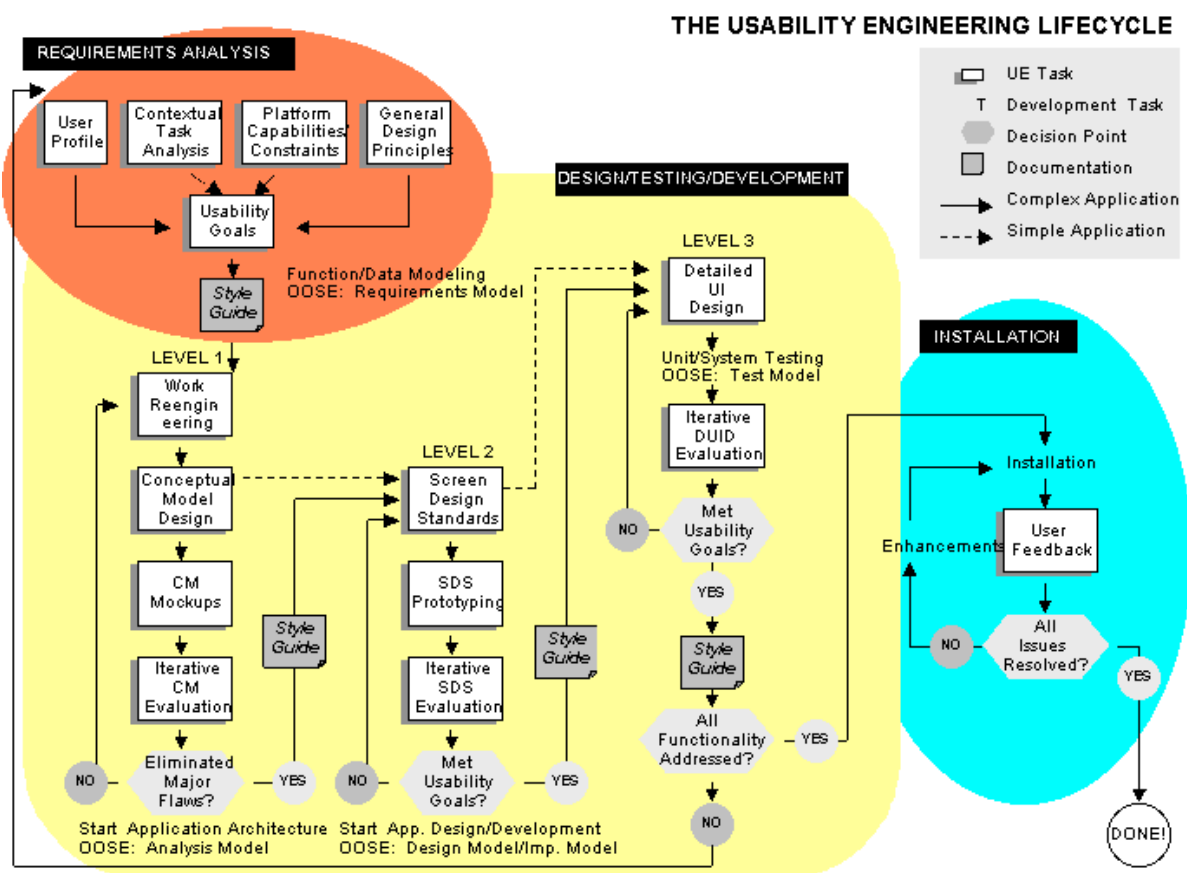 THE USABILITY ENGINEERING LIFECYCLE
REQUIREMENTS ANALYSIS
User
Profile
Contextual
Task
Analysis
Platform
Capabilities/
Constraints
General
Design
Principles
Usability
Goals
Style
Guide
Function/Data Modeling
OOSE: Requirements Model
UE Task
T Development Task
Decision Point
Documentation
Complex Application
Simple Application
DESIGN/TESTING/DEVELOPMENT
LEVEL 1
Work
Reengin
eering
Conceptual
Model
Design
CM
Mockups
Iterative
CM
Evaluation
Eliminated
Major
Flaws?
NO
YES
Style
Guide
Start Application Architecture
OOSE: Analysis Model
LEVEL 2
Screen
Design
Standards
SDS
Prototyping
Iterative
SDS
Evaluation
Met
Usability
Goals?
NO
YES
Style
Guide
Start App. Design/Development
OOSE: Design Model/Imp. Model
LEVEL 3
Detailed
UI
Design
Unit/System Testing
OOSE: Test Model
Iterative
DUID
Evaluation
Met
Usability
Goals?
NO
YES
Style
Guide
All
Functionality
Addressed?
YES
NO
INSTALLATION
Installation
User
Feedback
Enhancements
All
Issues
Resolved?
NO
YES
DONE!